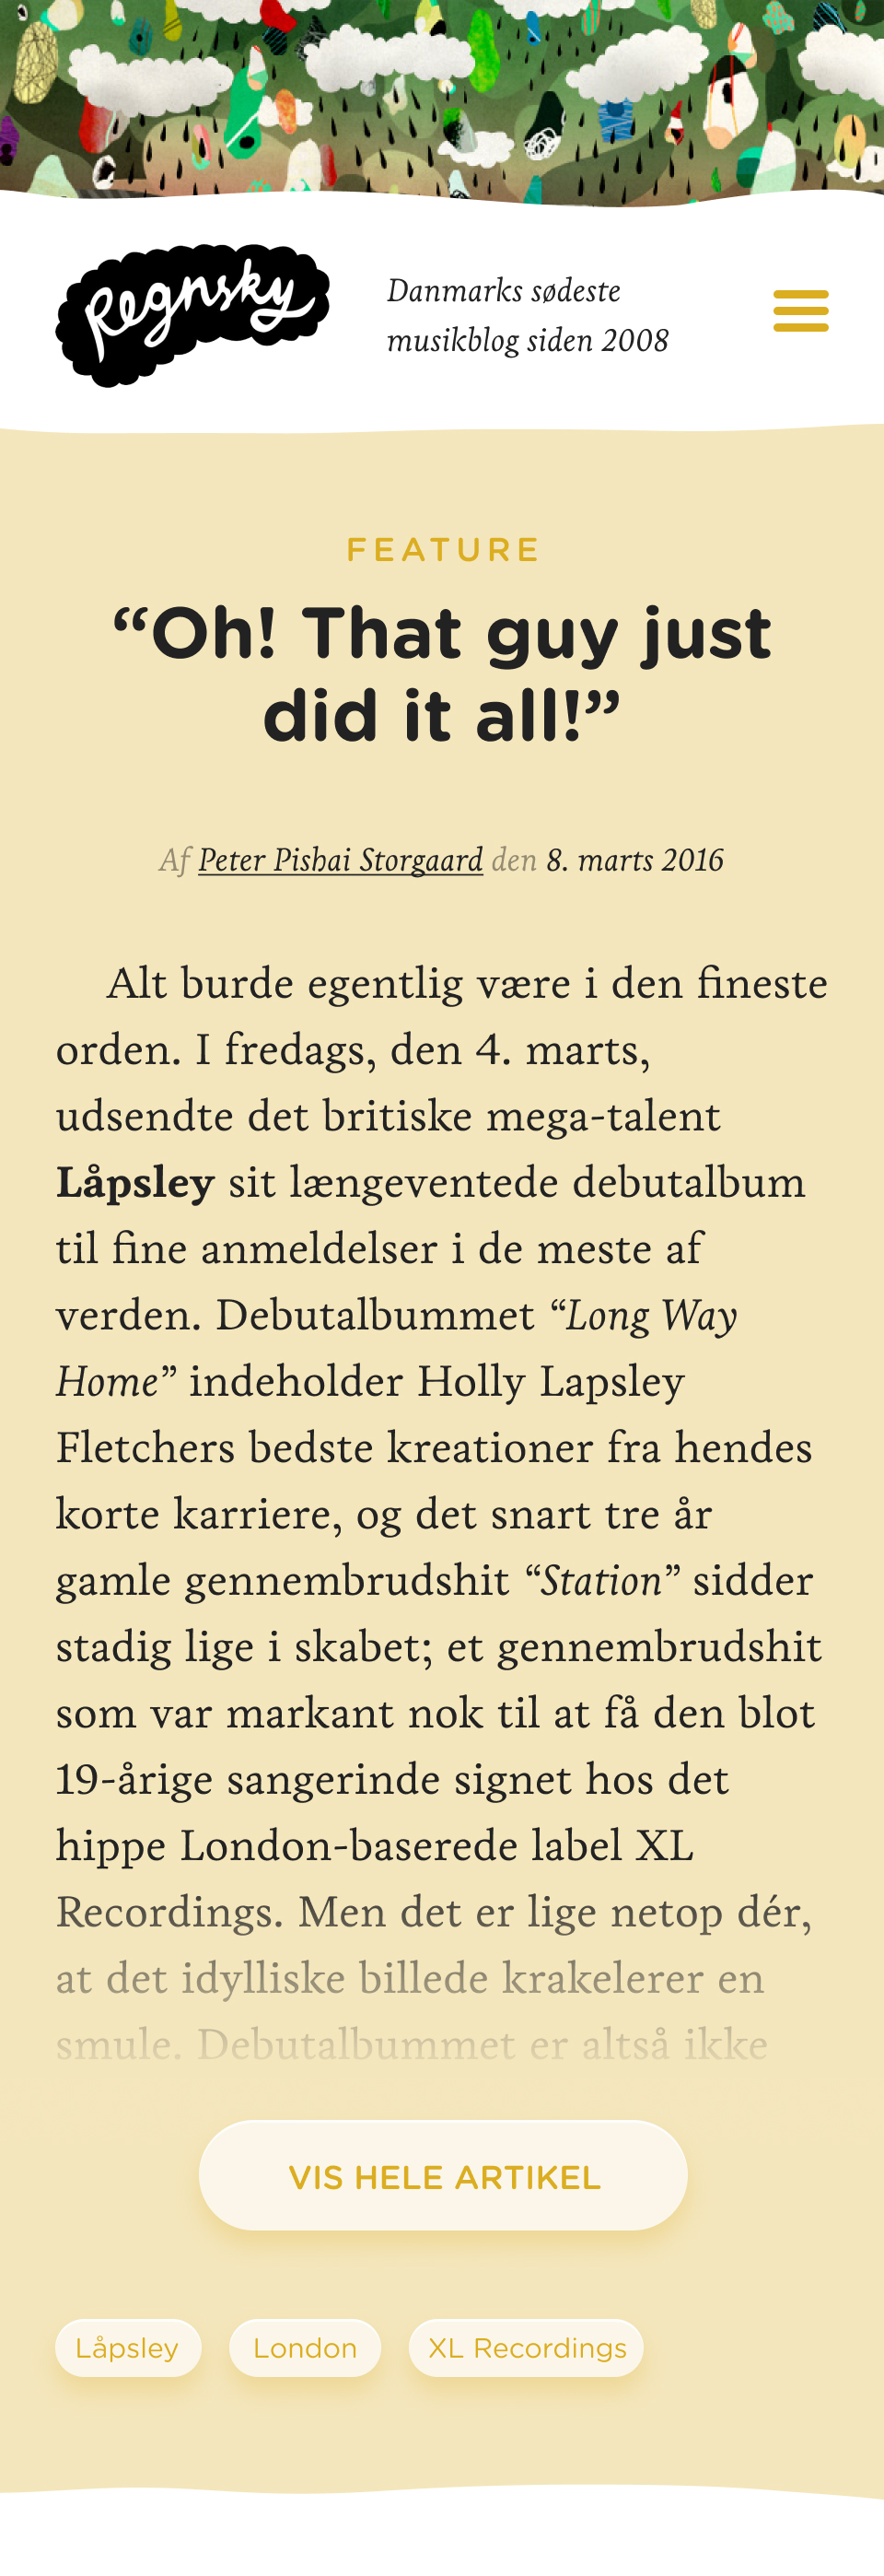 Regnsky
Danmarks sødeste
musikblog siden 2008
FEATURE
“Oh! That guy just
did it all!”
Af Peter Pishai Storgaard den 8. marts 2016
Alt burde egentlig være i den fineste
orden. I fredags, den 4. marts,
udsendte det britiske mega-talent
Låpsley sit længeventede debutalbum
til fine anmeldelser i de meste af
verden. Debutalbummet “Long Way
Home” indeholder Holly Lapsley
Fletchers bedste kreationer fra hendes
korte karriere, og det snart tre år
gamle gennembrudshit “Station” sidder
stadig lige i skabet; et gennembrudshit
som var markant nok til at få den blot
19-årige sangerinde signet hos det
hippe London-baserede label XL
Recordings. Men det er lige netop dér,
at det idylliske billede krakelerer en
smule. Debutalbummet er altså ikke
VIS HELE ARTIKEL
Låpsley London XL Recordings